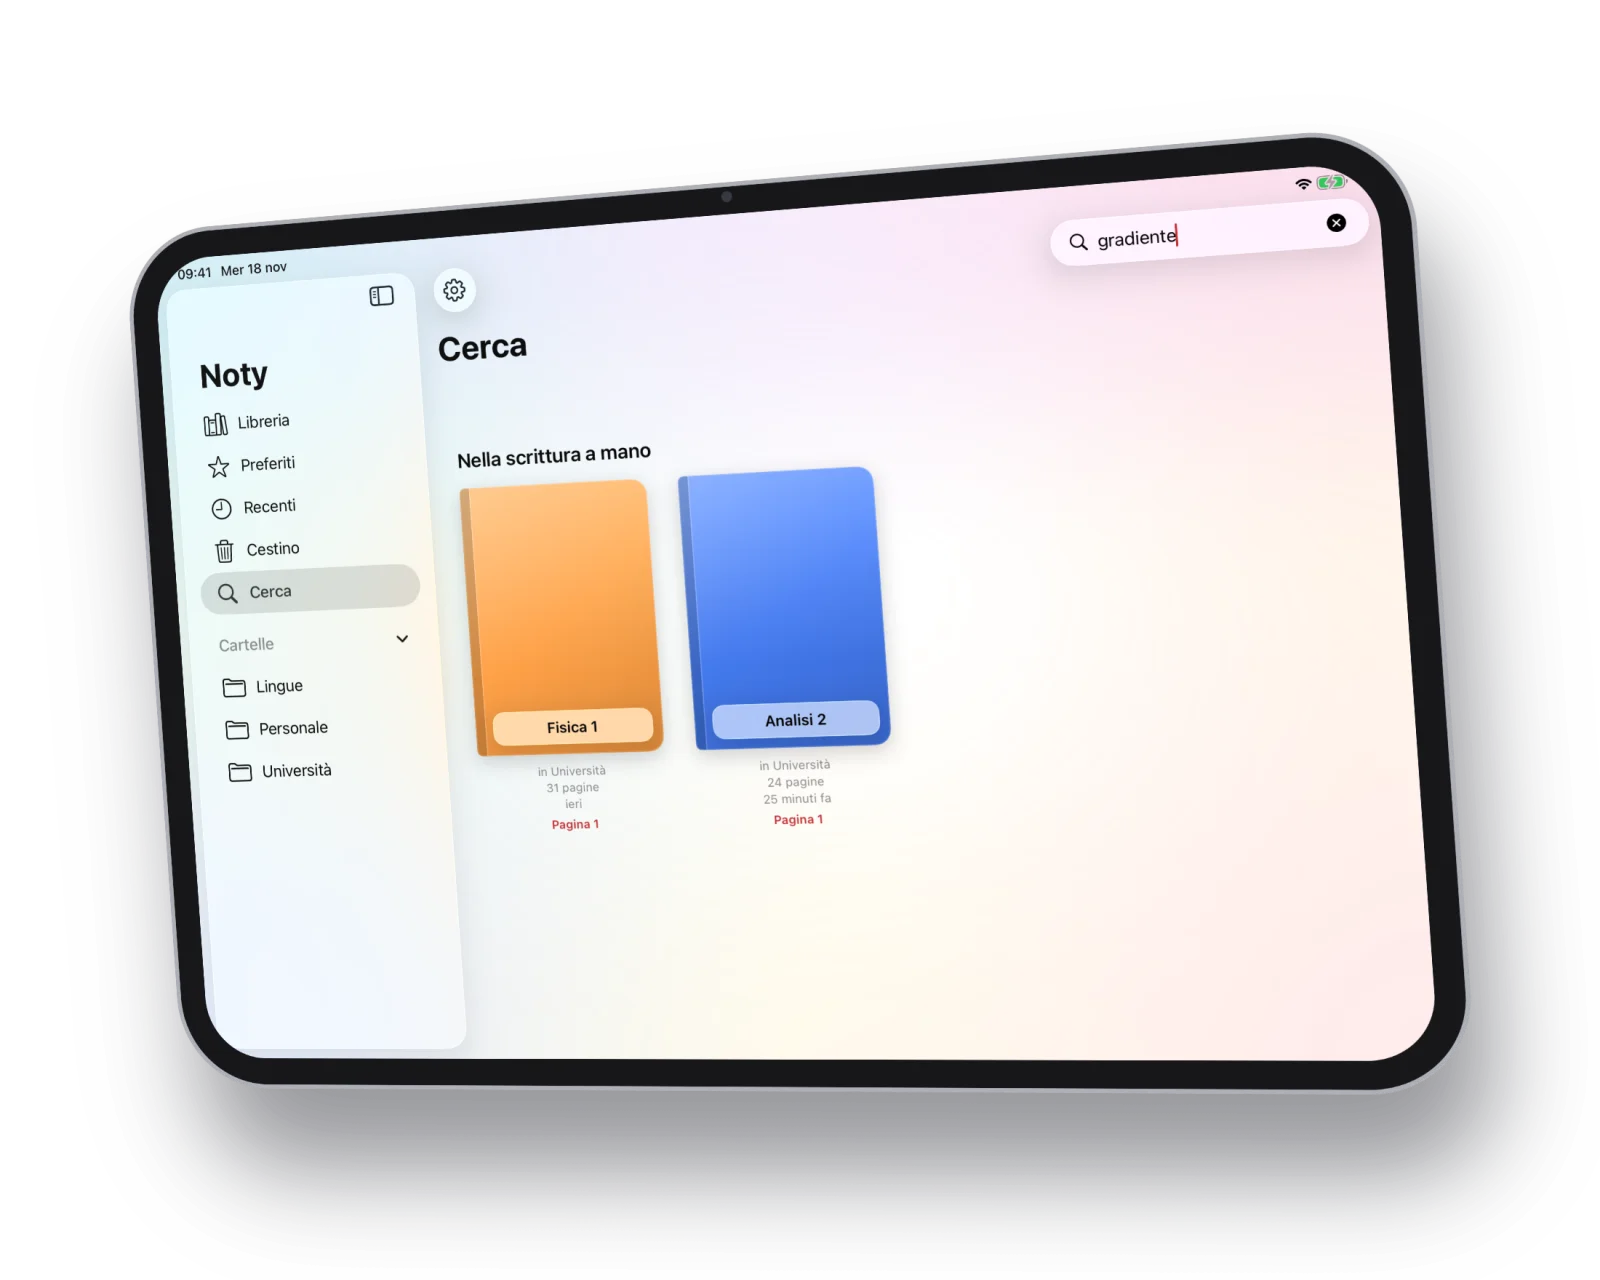 09:41 Mer 18 nov
gradiente
Noty
Libreria
Preferiti
Recenti
Cestino
Cerca
Cartelle
Lingue
Personale
Università
Cerca
Nella scrittura a mano
Fisica 1
in Università
31 pagine
ieri
Pagina 1
Analisi 2
in Università
24 pagine
25 minuti fa
Pagina 1